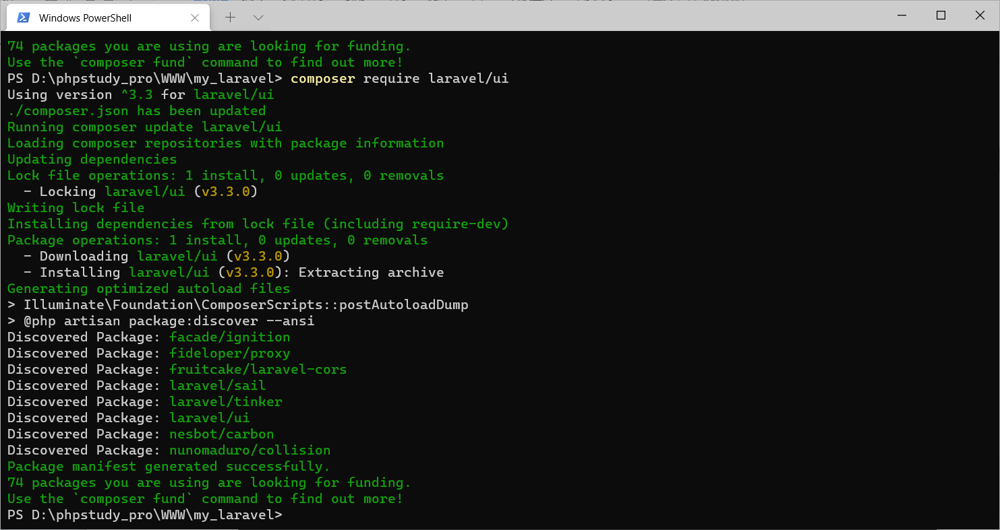 Windows PowerShell
74 packages you are using are looking for funding.
Use the `composer fund` command to find out more!
PS D:\phpstudy_pro\WWW\my_laravel> composer require laravel/ui
Using version ^3.3 for laravel/ui
./composer.json has been updated
Running composer update laravel/ui
Loading composer repositories with package information
Updating dependencies
Lock file operations: 1 install, 0 updates, 0 removals
  - Locking laravel/ui (v3.3.0)
Writing lock file
Installing dependencies from lock file (including require-dev)
Package operations: 1 install, 0 updates, 0 removals
  - Downloading laravel/ui (v3.3.0)
  - Installing laravel/ui (v3.3.0): Extracting archive
Generating optimized autoload files
> Illuminate\Foundation\ComposerScripts::postAutoloadDump
> @php artisan package:discover --ansi
Discovered Package: facade/ignition
Discovered Package: fideloper/proxy
Discovered Package: fruitcake/laravel-cors
Discovered Package: laravel/sail
Discovered Package: laravel/tinker
Discovered Package: laravel/ui
Discovered Package: nesbot/carbon
Discovered Package: nunomaduro/collision
Package manifest generated successfully.
74 packages you are using are looking for funding.
Use the `composer fund` command to find out more!
PS D:\phpstudy_pro\WWW\my_laravel>